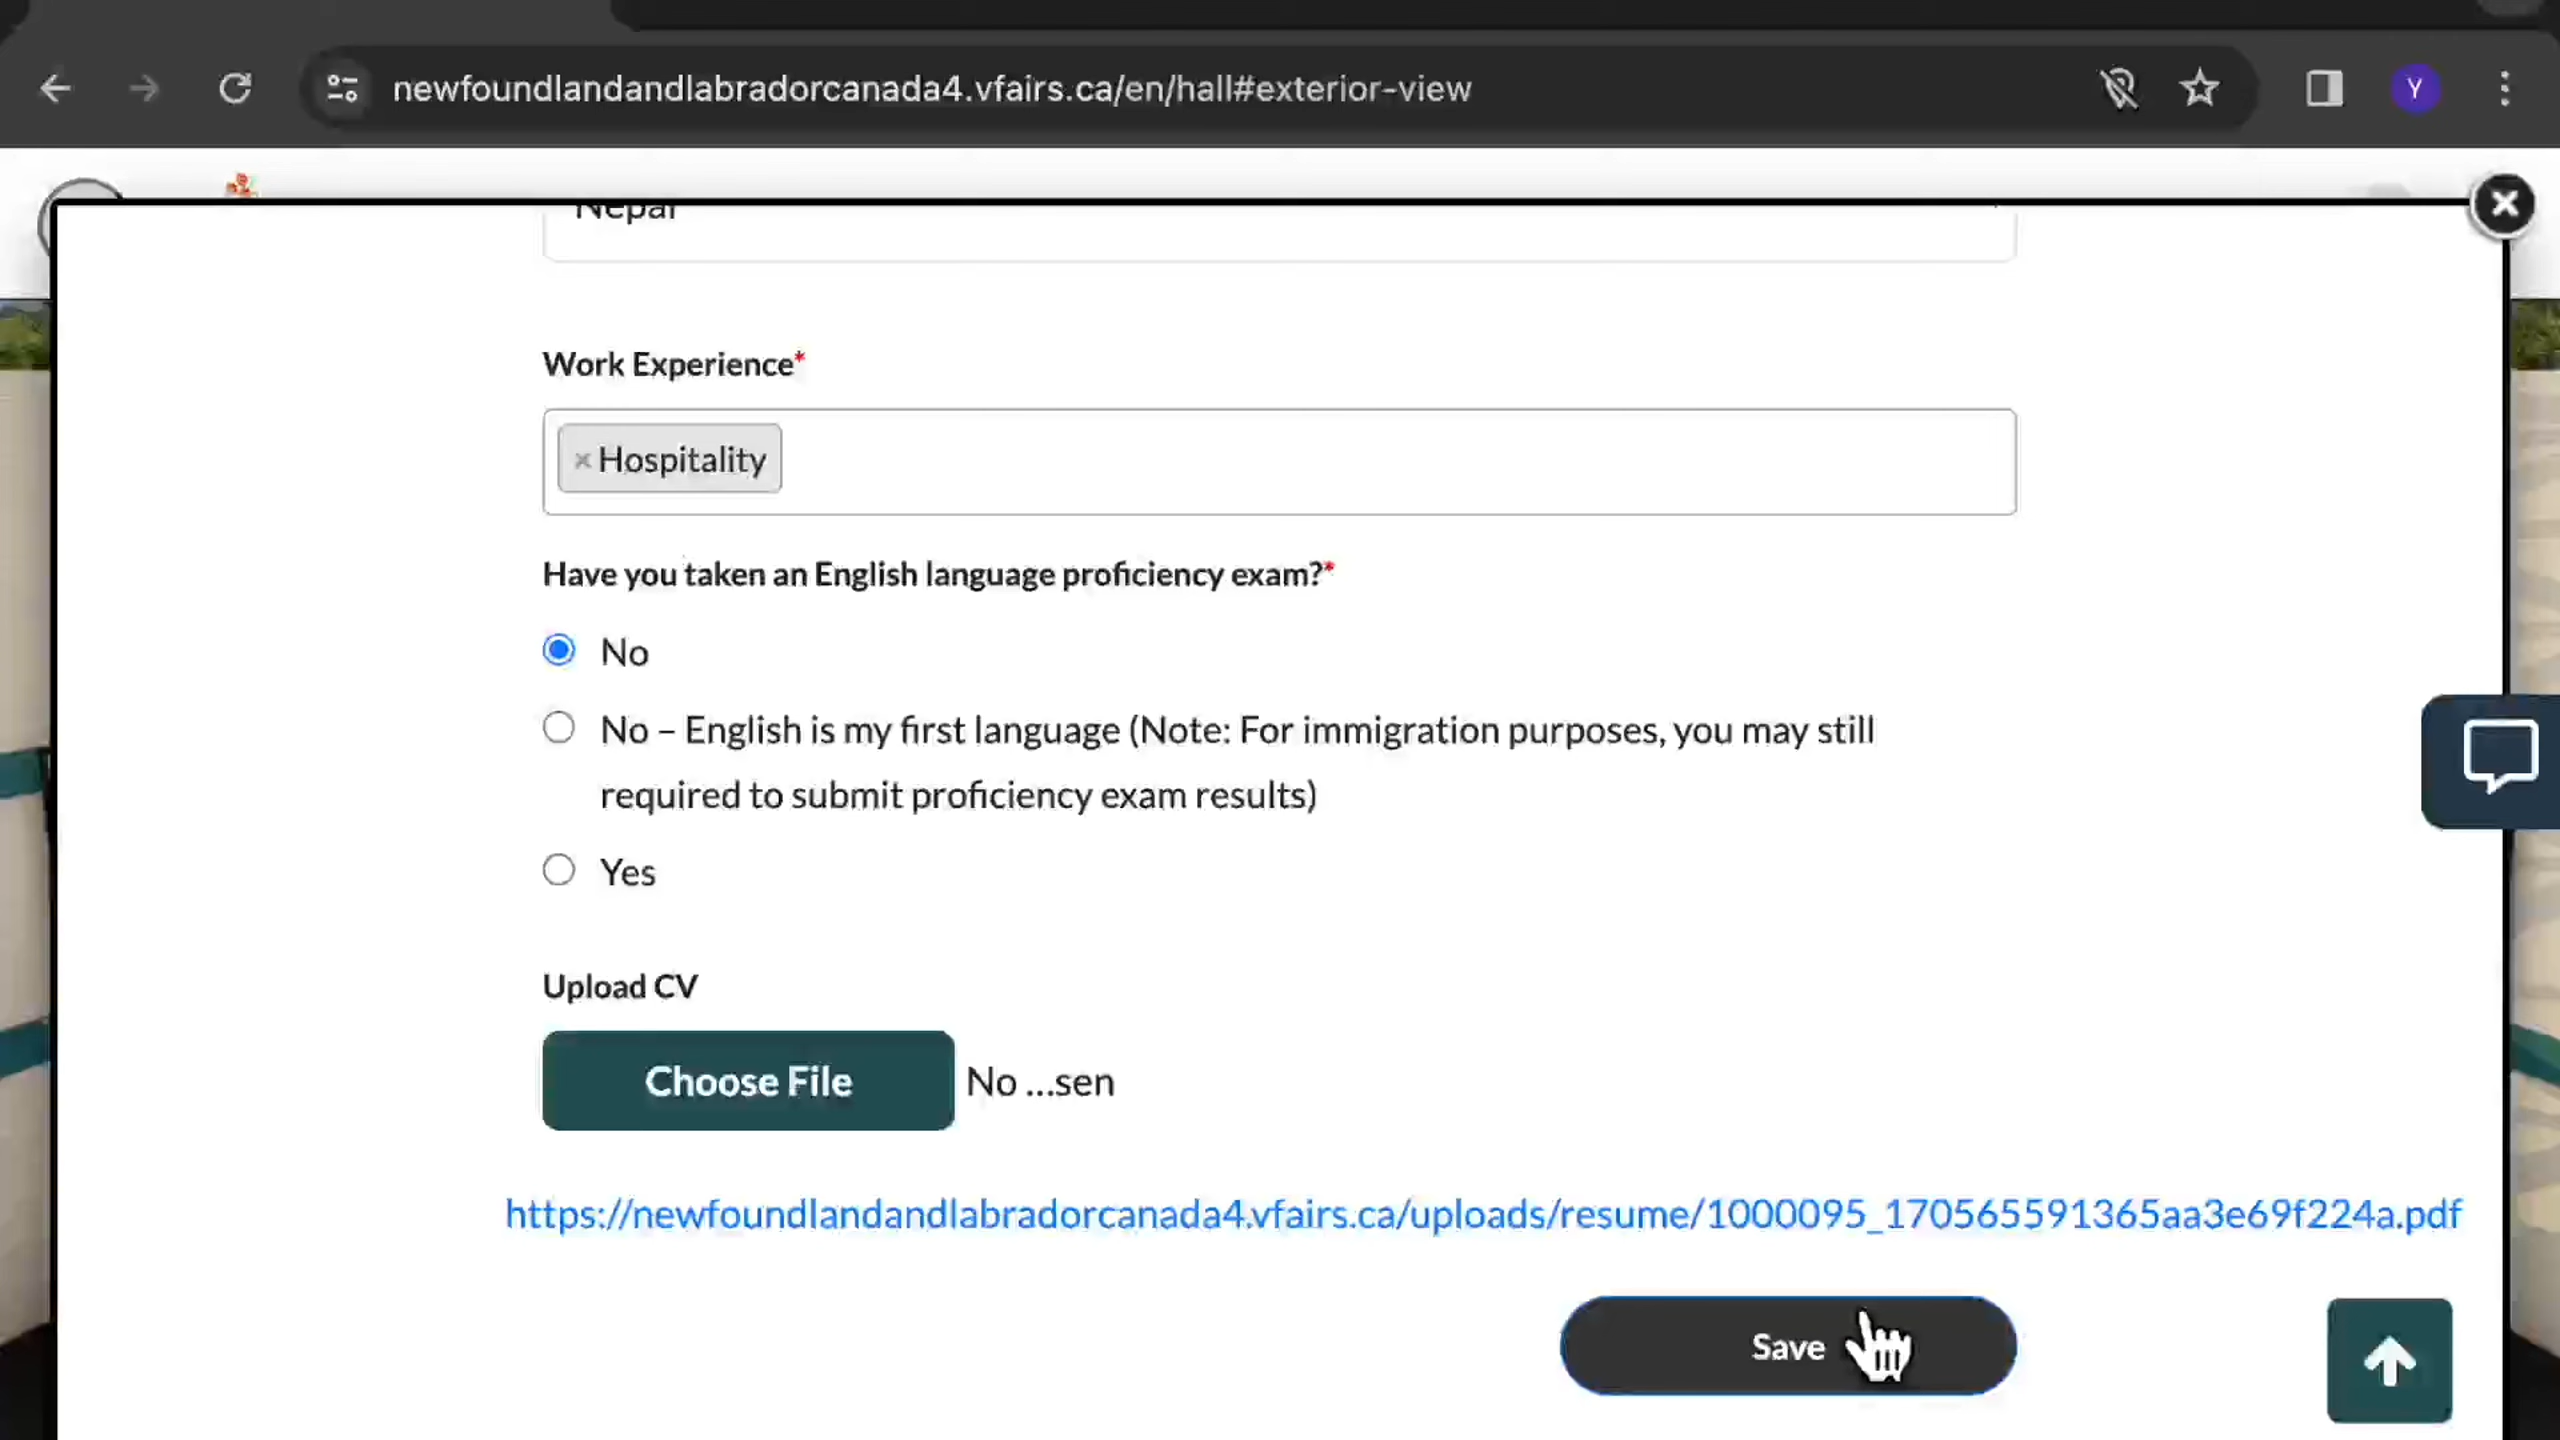 newfoundlandandlabradorcanada4.vfairs.ca/en/hall#exterior-view
Y
Nepal
Work Experience*
× Hospitality
Have you taken an English language proficiency exam?*
No
No – English is my first language (Note: For immigration purposes, you may still
required to submit proficiency exam results)
Yes
Upload CV
Choose File No ...sen
https://newfoundlandandlabradorcanada4.vfairs.ca/uploads/resume/1000095_170565591365aa3e69f224a.pdf
Save